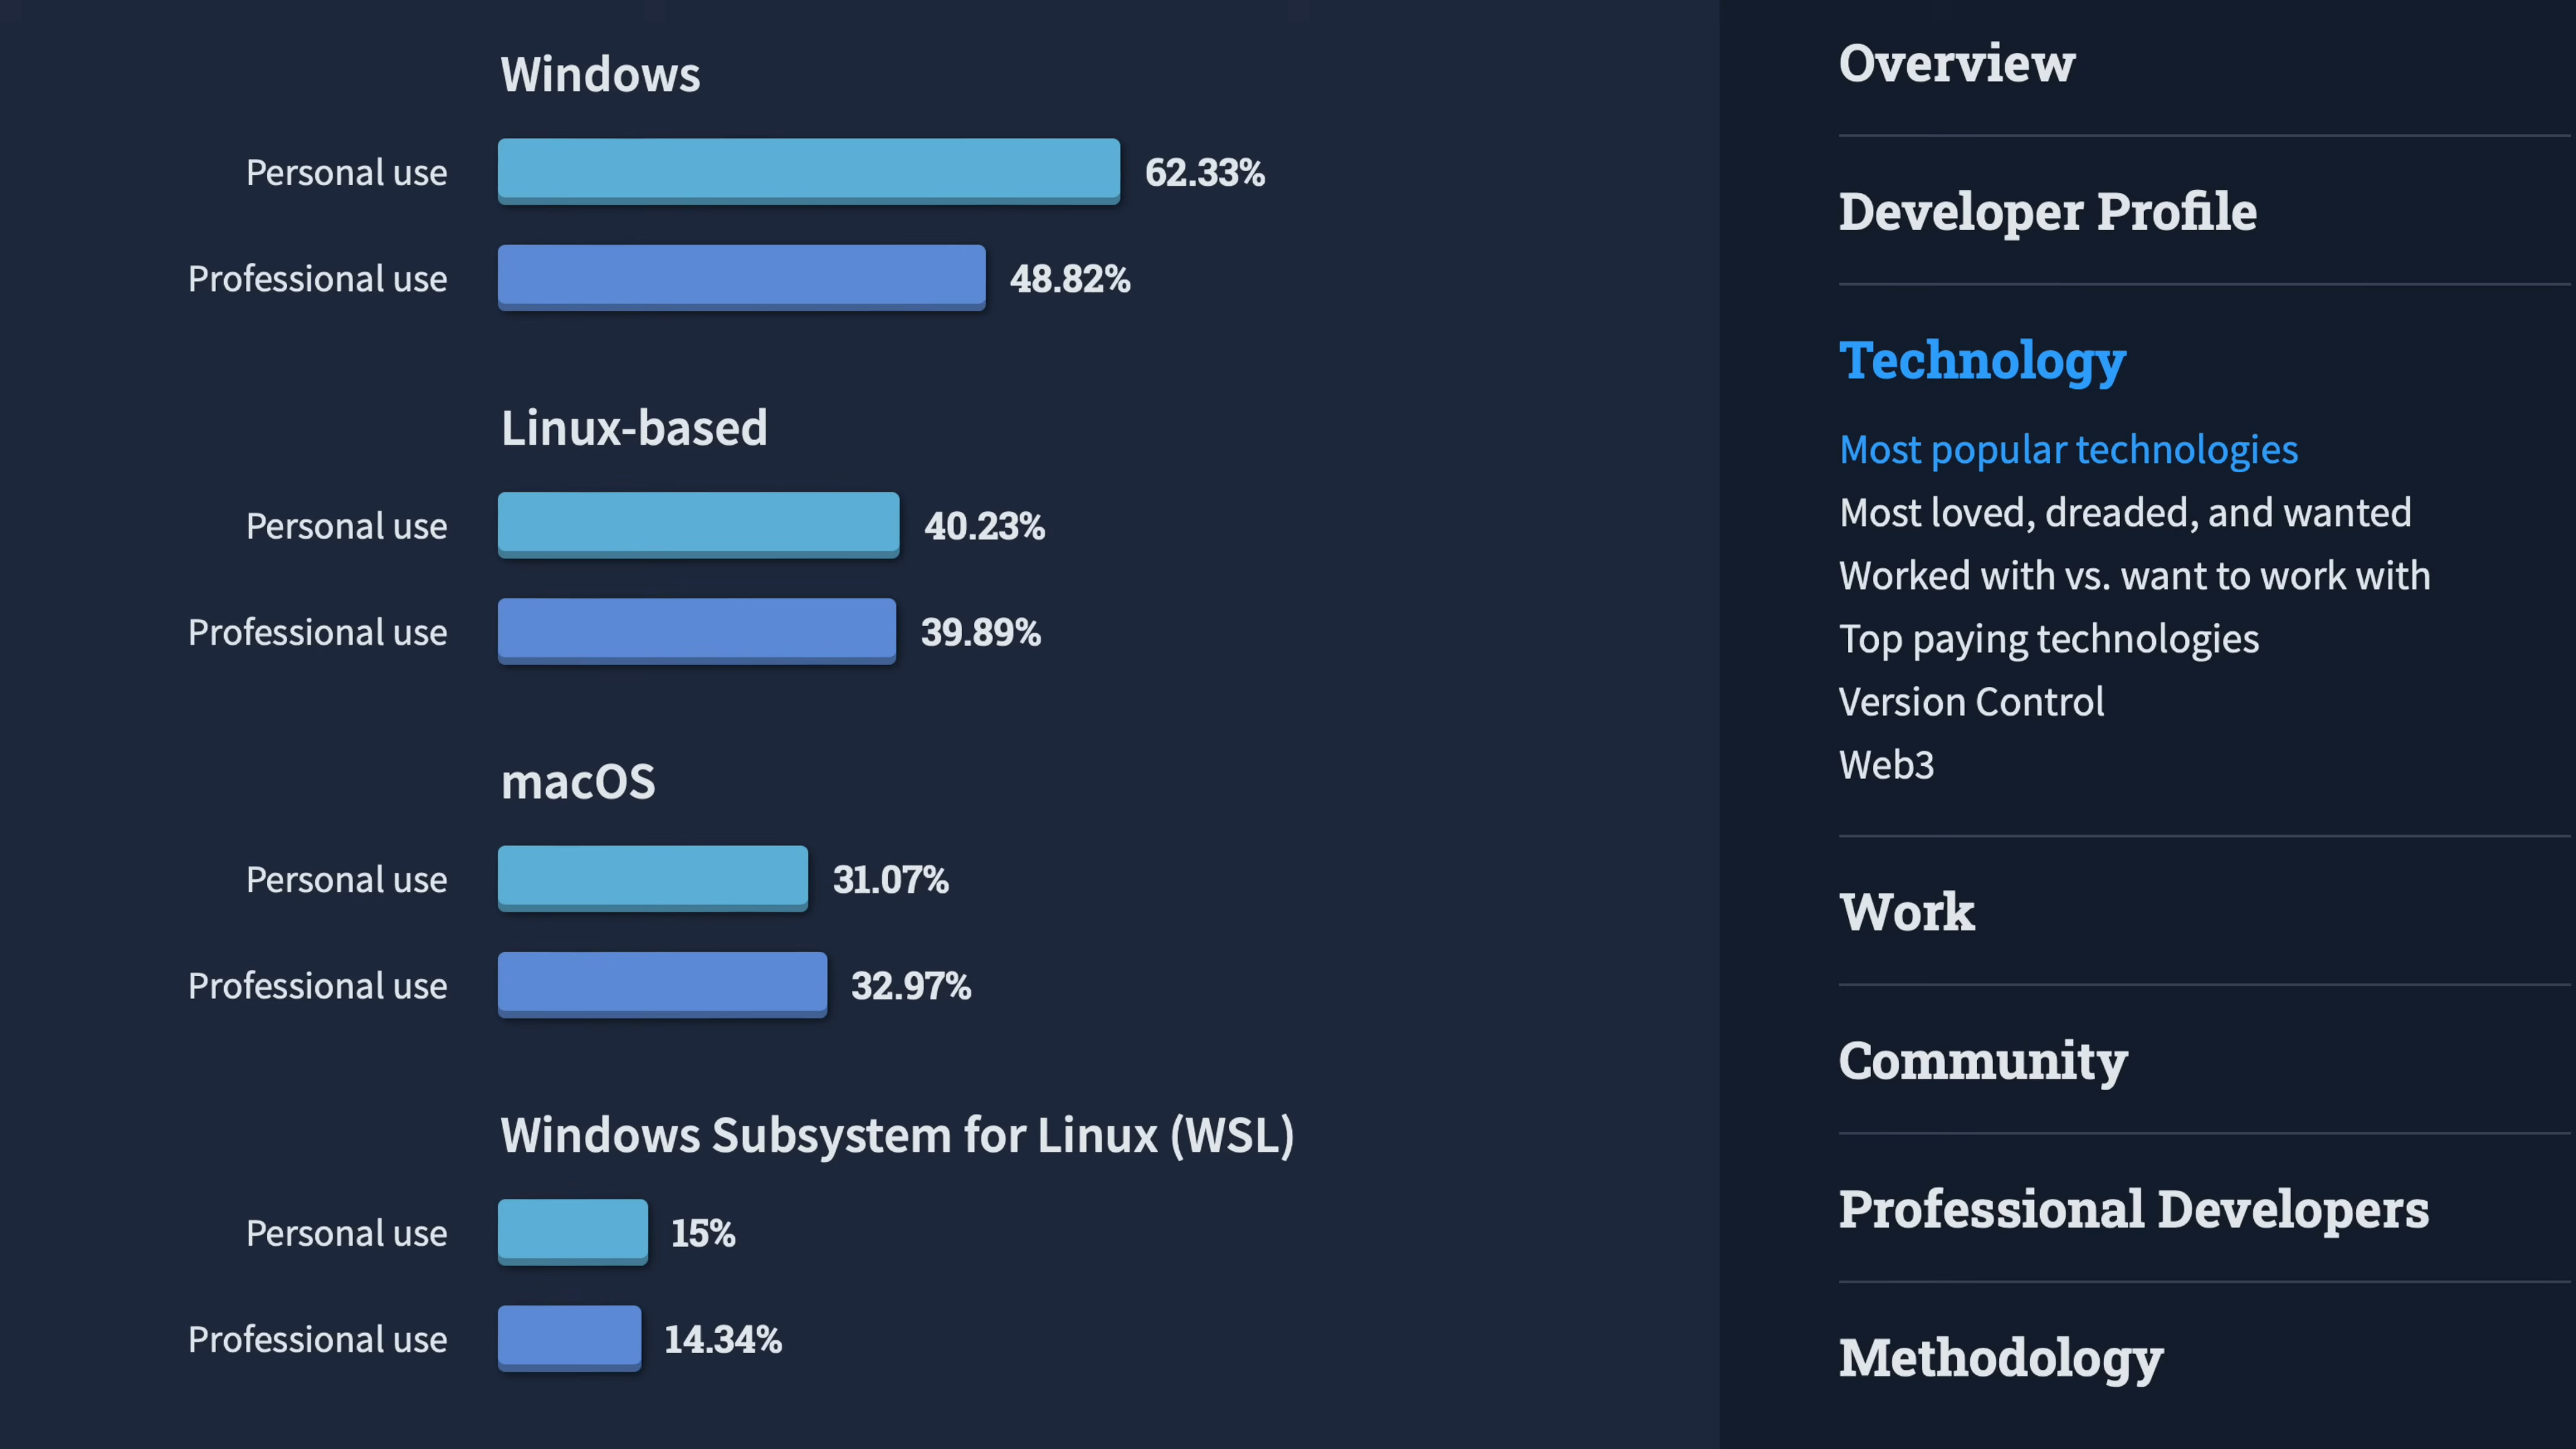 Windows
Personal use 62.33%
Professional use 48.82%
Linux-based
Personal use 40.23%
Professional use 39.89%
macOS
Personal use 31.07%
Professional use 32.97%
Windows Subsystem for Linux (WSL)
Personal use 15%
Professional use 14.34%
Overview
Developer Profile
Technology
Most popular technologies
Most loved, dreaded, and wanted
Worked with vs. want to work with
Top paying technologies
Version Control
Web3
Work
Community
Professional Developers
Methodology